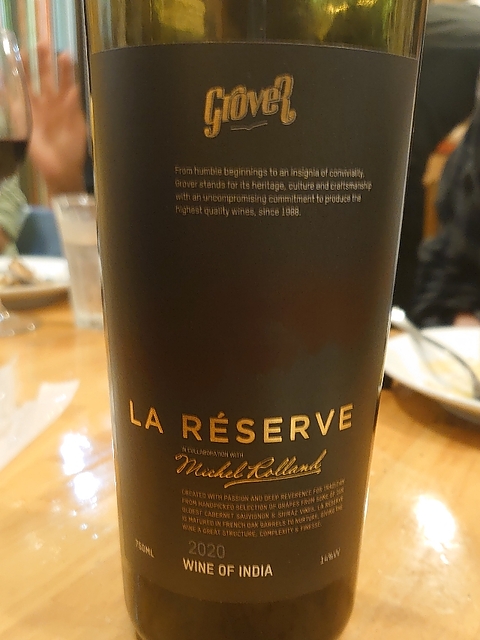 GROVER
From humble beginnings to an insignia of conviviality,
Grover stands for its heritage, culture and craftsmanship
with an uncompromising commitment to produce the
highest quality wines, since 1988.
LA RÉSERVE
IN COLLABORATION WITH
Michel Rolland
CREATED WITH PASSION AND DEEP REVERENCE FOR TRADITION
FROM HANDPICKED SELECTION OF GRAPES FROM SOME OF OUR
OLDEST CABERNET SAUVIGNON & SHIRAZ VINES, LA RÉSERVE
IS MATURED IN FRENCH OAK BARRELS TO NURTURE, GIVING THE
WINE A GREAT STRUCTURE, COMPLEXITY & FINESSE.
750ML
2020
14%V/V
WINE OF INDIA